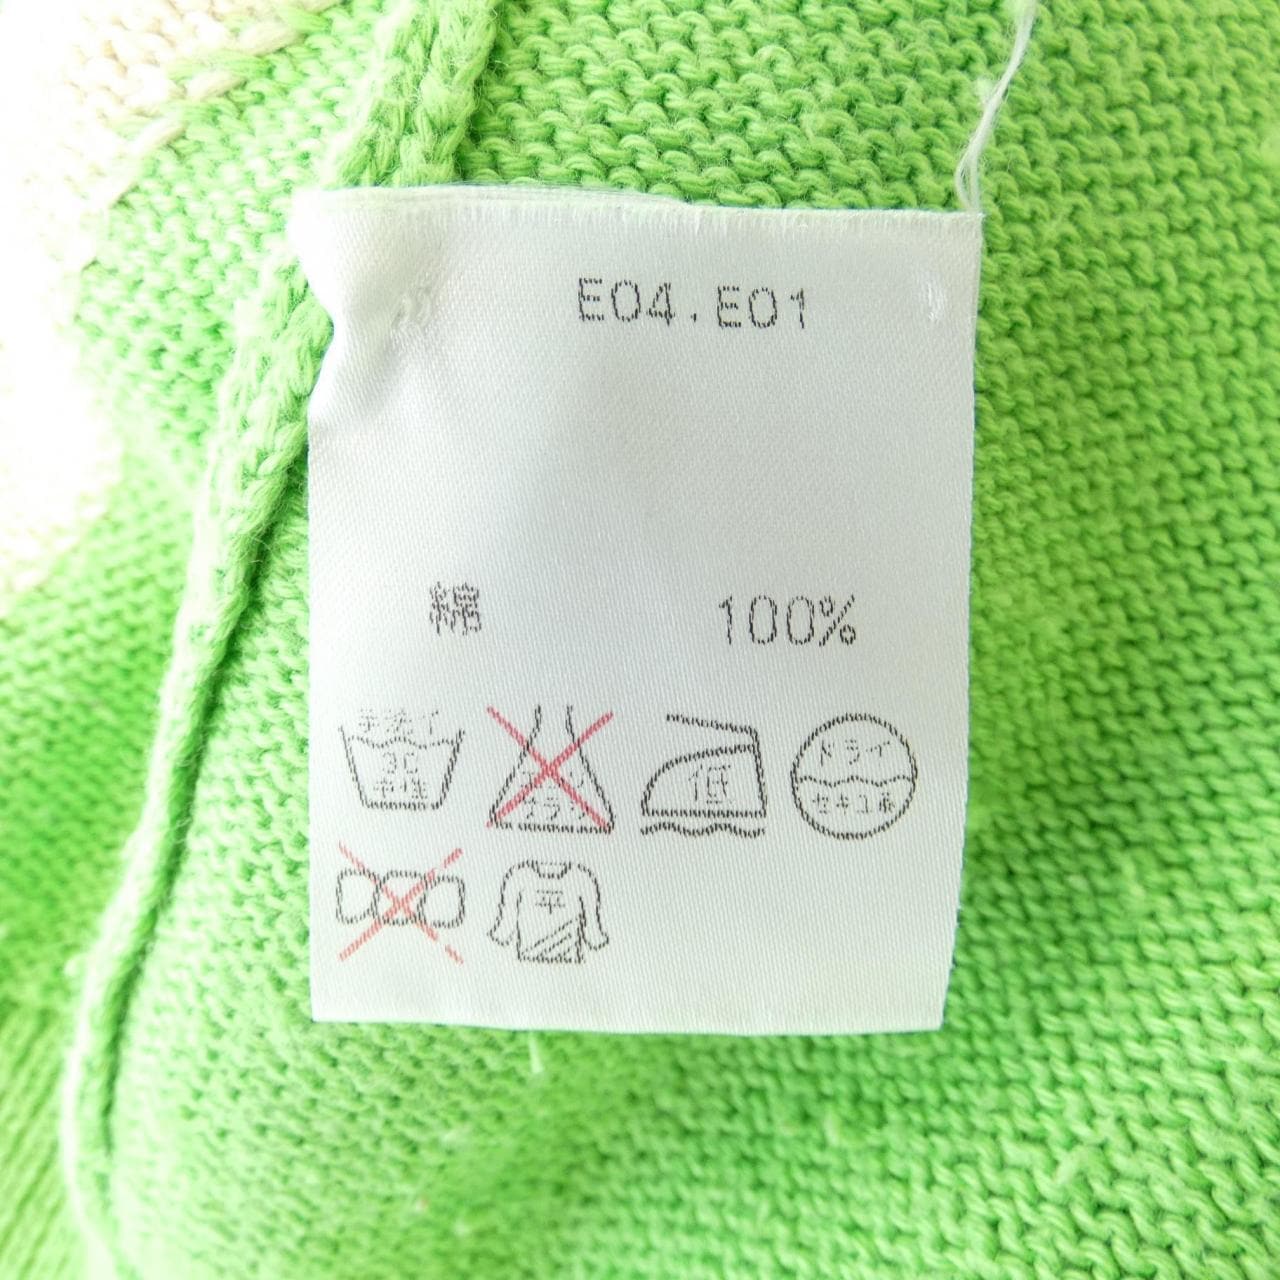 E04.E01
綿 100%
手洗イ 30 中性 エンソサラシ 低 ドライ セキユ系
平